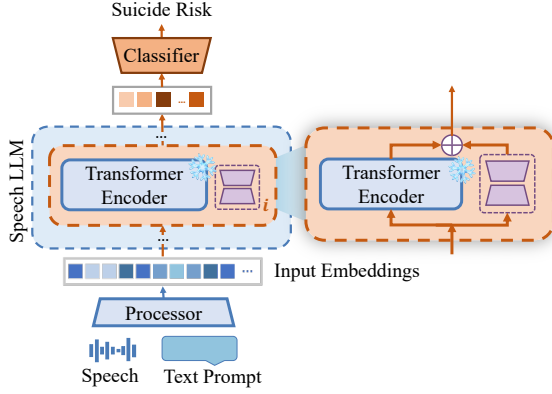 Suicide Risk
Classifier
...
...
Speech LLM
Transformer
Encoder
i
Transformer
Encoder
...
...
Input Embeddings
Processor
Speech
Text Prompt